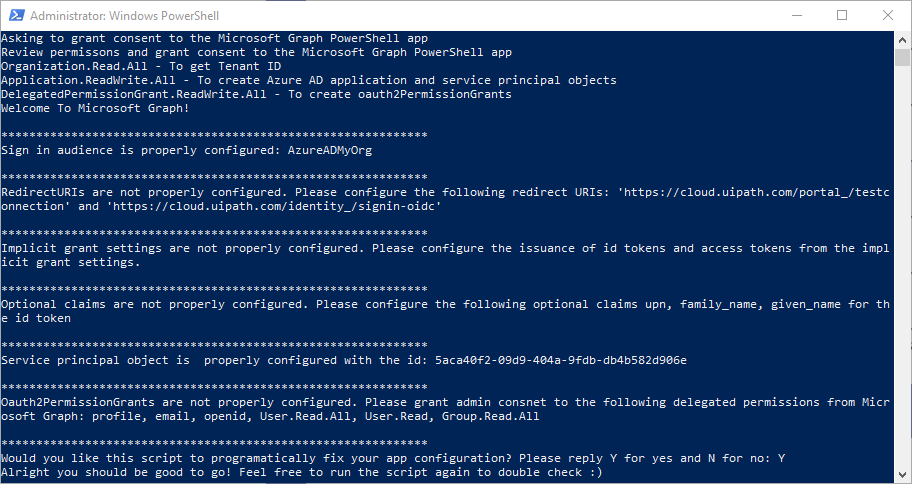 Administrator: Windows PowerShell
Asking to grant consent to the Microsoft Graph PowerShell app
Review permissons and grant consent to the Microsoft Graph PowerShell app
Organization.Read.All - To get Tenant ID
Application.ReadWrite.All - To create Azure AD application and service principal objects
DelegatedPermissionGrant.ReadWrite.All - To create oauth2PermissionGrants
Welcome To Microsoft Graph!
*************************************************************
Sign in audience is properly configured: AzureADMyOrg
*************************************************************
RedirectURIs are not properly configured. Please configure the following redirect URIs: 'https://cloud.uipath.com/portal_/testc
onnection' and 'https://cloud.uipath.com/identity_/signin-oidc'
*************************************************************
Implicit grant settings are not properly configured. Please configure the issuance of id tokens and access tokens from the impl
icit grant settings.
*************************************************************
Optional claims are not properly configured. Please configure the following optional claims upn, family_name, given_name for th
e id token
*************************************************************
Service principal object is  properly configured with the id: 5aca40f2-09d9-404a-9fdb-db4b582d906e
*************************************************************
Oauth2PermissionGrants are not properly configured. Please grant admin consnet to the following delegated permissions from Micr
osoft Graph: profile, email, openid, User.Read.All, User.Read, Group.Read.All
*************************************************************
Would you like this script to programatically fix your app configuration? Please reply Y for yes and N for no: Y
Alright you should be good to go! Feel free to run the script again to double check :)